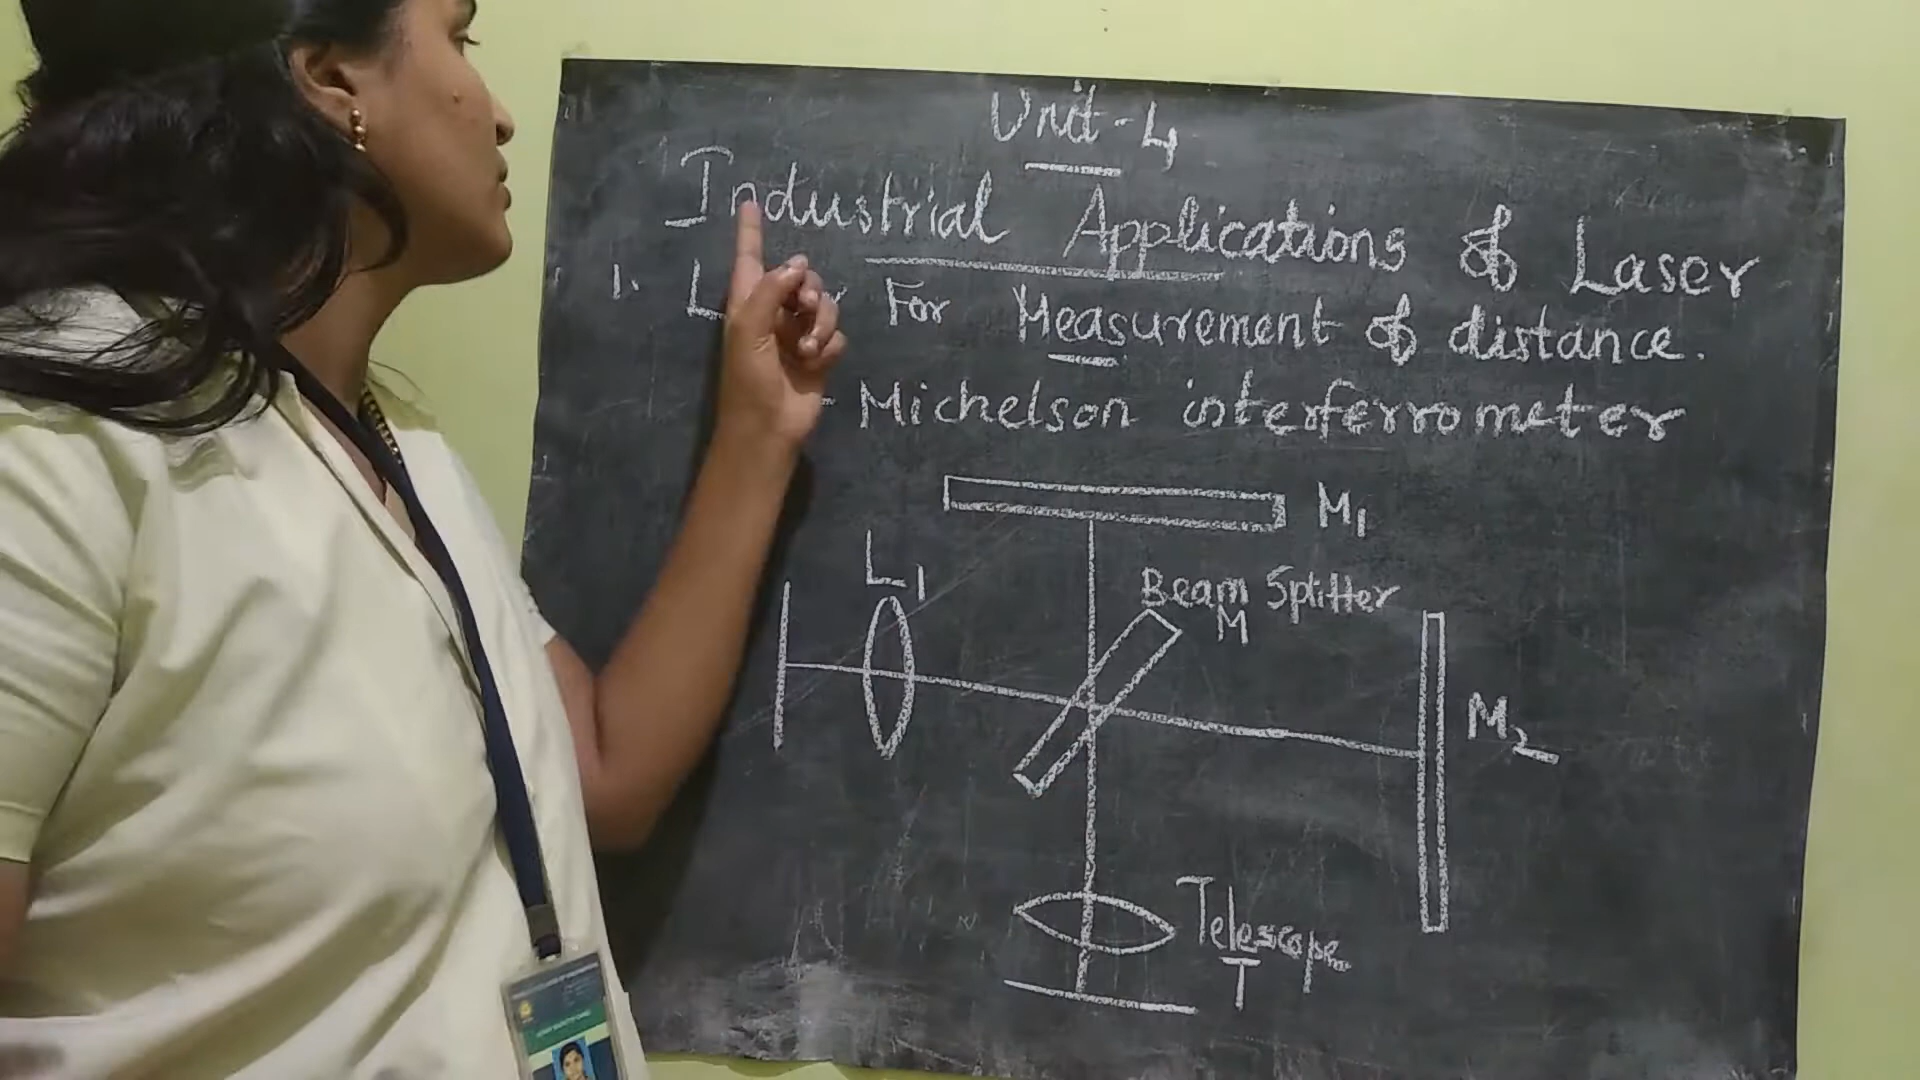 Unit-4
Industrial Applications of Laser
1. For Measurement of distance.
- Michelson interferrometer
M1
L1
Beam Splitter
M
M2
Telescope
T